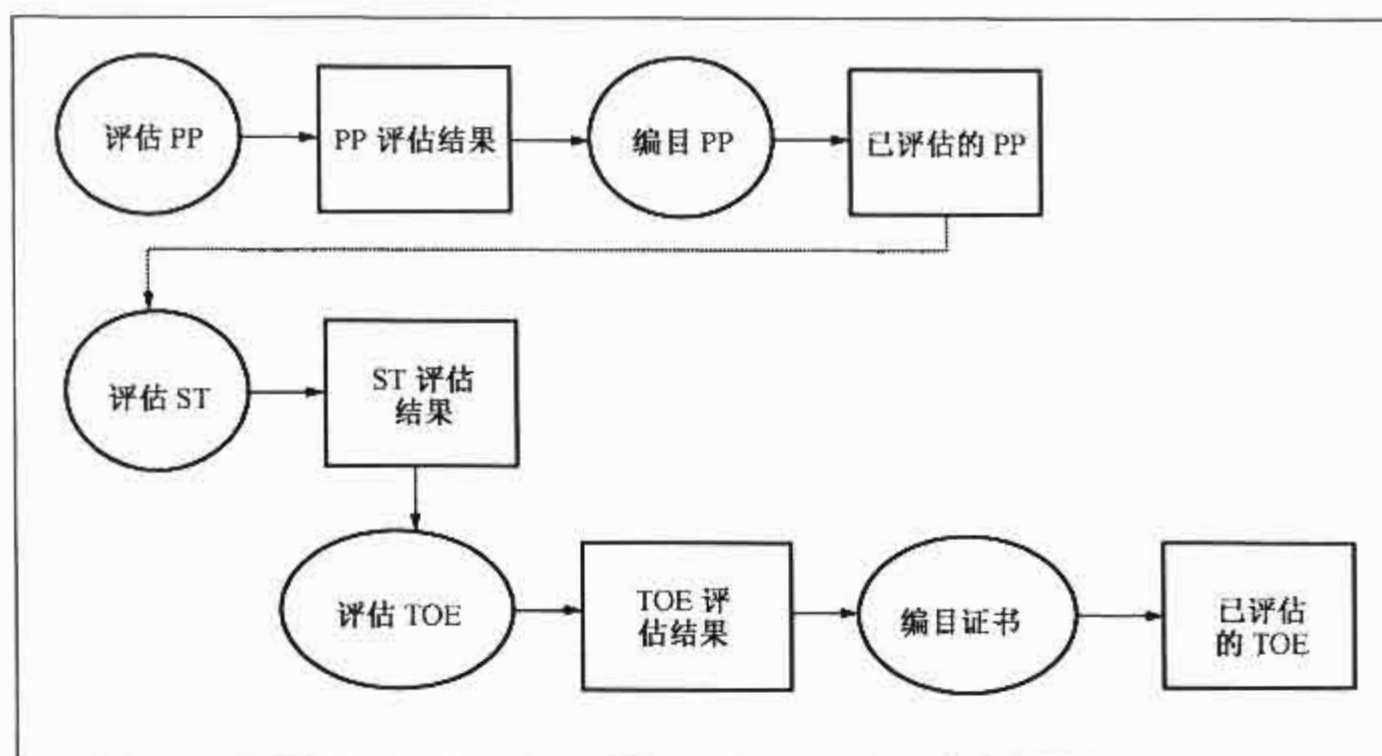 评估 PP
PP 评估结果
编目 PP
已评估的 PP
评估 ST
ST 评估
结果
评估 TOE
TOE 评
估结果
编目证书
已评估
的 TOE